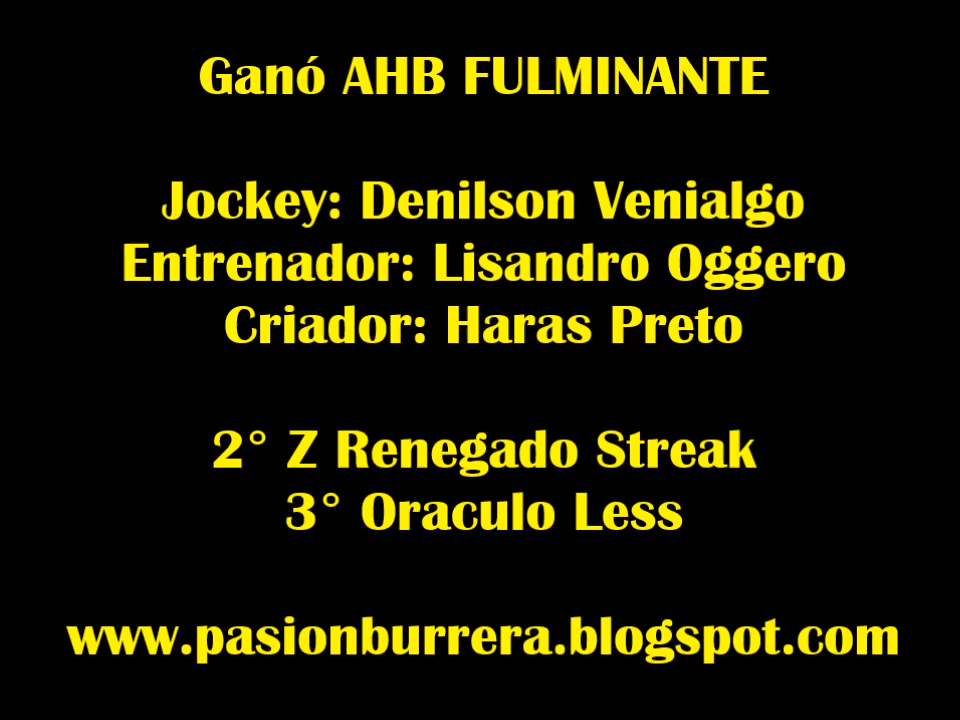 Ganó AHB FULMINANTE
Jockey: Denilson Venialgo
Entrenador: Lisandro Oggero
Criador: Haras Preto
2° Z Renegado Streak
3° Oraculo Less
www.pasionburrera.blogspot.com